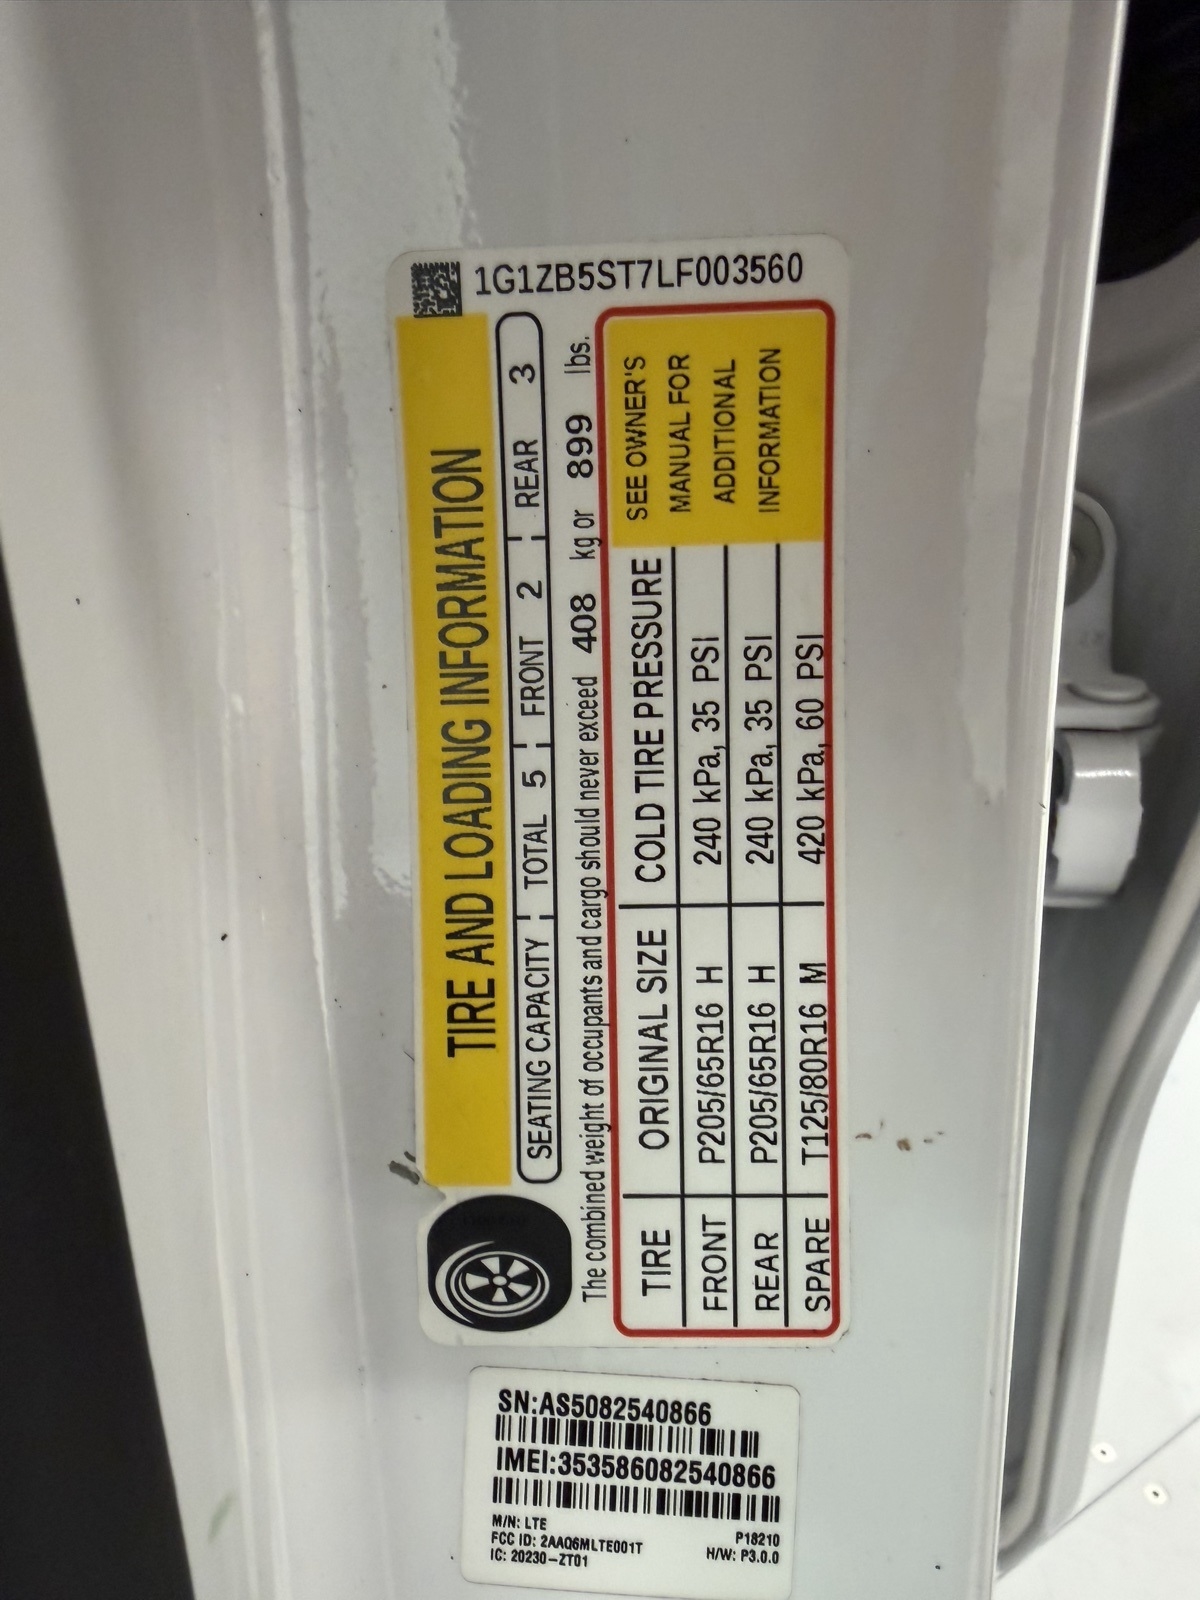 1G1ZB5ST7LF003560
TIRE AND LOADING INFORMATION
SEATING CAPACITY TOTAL 5 FRONT 2 REAR 3
The combined weight of occupants and cargo should never exceed 408 kg or 899 lbs.
TIRE ORIGINAL SIZE COLD TIRE PRESSURE
FRONT P205/65R16 H 240 kPa, 35 PSI
REAR P205/65R16 H 240 kPa, 35 PSI
SPARE T125/80R16 M 420 kPa, 60 PSI
SEE OWNER'S
MANUAL FOR
ADDITIONAL
INFORMATION
SN:AS5082540866
IMEI:353586082540866
M/N: LTE P18210
FCC ID: 2AAQ6MLTE001T
IC: 20230-ZT01 H/W: P3.0.0